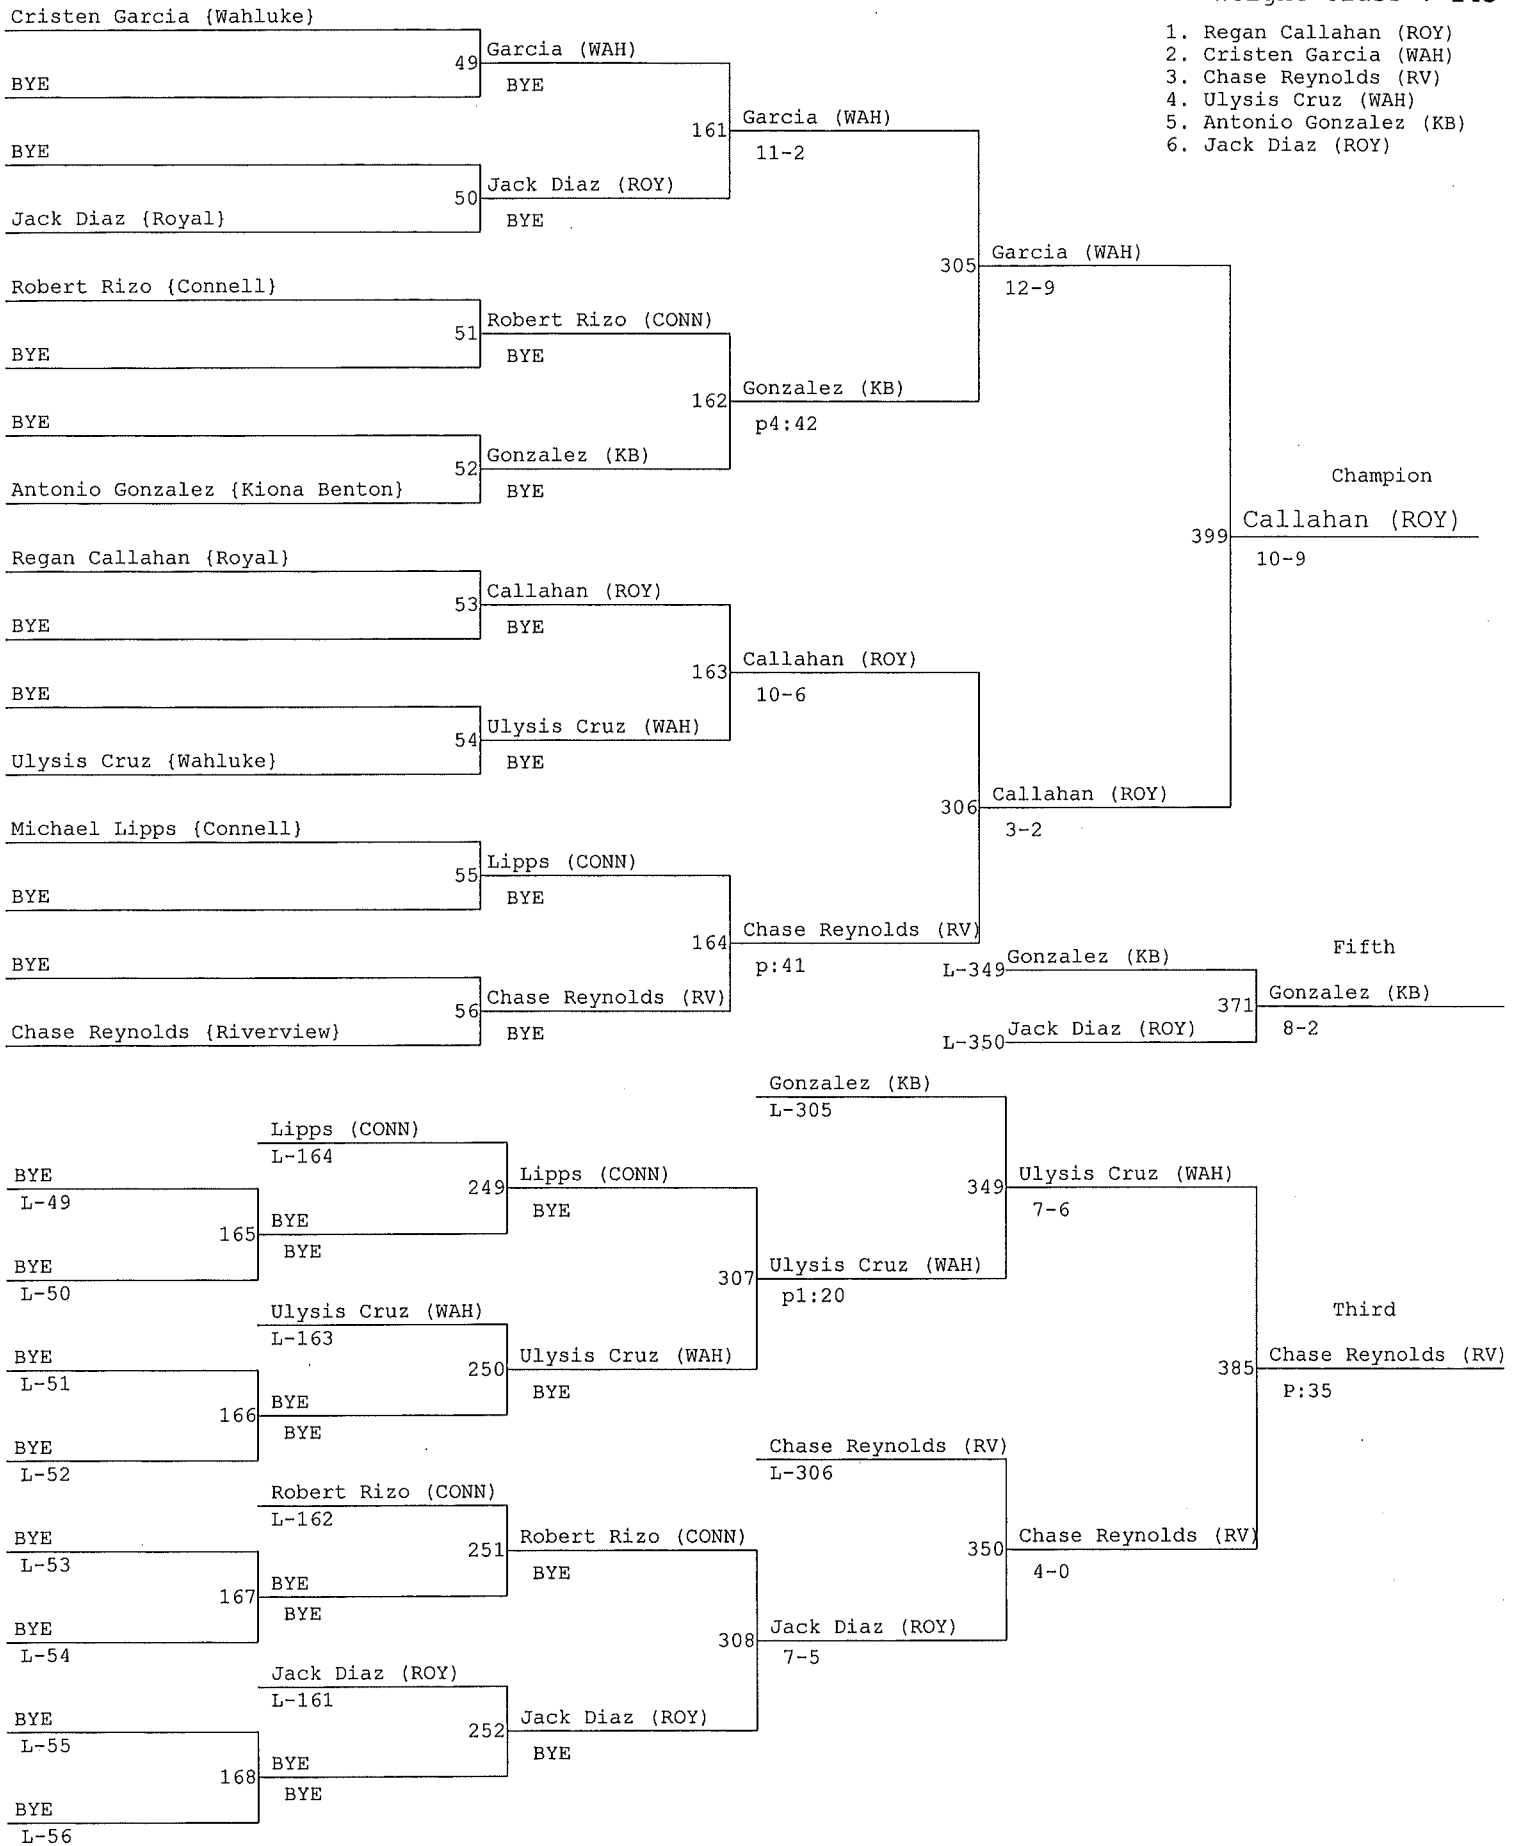 1. Regan Callahan (ROY)
2. Cristen Garcia (WAH)
3. Chase Reynolds (RV)
4. Ulysis Cruz (WAH)
5. Antonio Gonzalez (KB)
6. Jack Diaz (ROY)
Cristen Garcia {Wahluke}
BYE
BYE
Jack Diaz {Royal}
Robert Rizo {Connell}
BYE
BYE
Antonio Gonzalez {Kiona Benton}
Regan Callahan {Royal}
BYE
BYE
Ulysis Cruz {Wahluke}
Michael Lipps {Connell}
BYE
BYE
Chase Reynolds {Riverview}
49 Garcia (WAH)
BYE
50 Jack Diaz (ROY)
BYE
51 Robert Rizo (CONN)
BYE
52 Gonzalez (KB)
BYE
53 Callahan (ROY)
BYE
54 Ulysis Cruz (WAH)
BYE
55 Lipps (CONN)
BYE
56 Chase Reynolds (RV)
BYE
161 Garcia (WAH)
11-2
162 Gonzalez (KB)
p4:42
163 Callahan (ROY)
10-6
164 Chase Reynolds (RV)
p:41
305 Garcia (WAH)
12-9
306 Callahan (ROY)
3-2
Champion
399 Callahan (ROY)
10-9
L-349 Gonzalez (KB)
L-350 Jack Diaz (ROY)
Fifth
371 Gonzalez (KB)
8-2
BYE
L-49
BYE
L-50
BYE
L-51
BYE
L-52
BYE
L-53
BYE
L-54
BYE
L-55
BYE
L-56
Lipps (CONN)
L-164
165 BYE
BYE
Ulysis Cruz (WAH)
L-163
166 BYE
BYE
Robert Rizo (CONN)
L-162
167 BYE
BYE
Jack Diaz (ROY)
L-161
168 BYE
BYE
249 Lipps (CONN)
BYE
250 Ulysis Cruz (WAH)
BYE
251 Robert Rizo (CONN)
BYE
252 Jack Diaz (ROY)
BYE
Gonzalez (KB)
L-305
307 Ulysis Cruz (WAH)
p1:20
Chase Reynolds (RV)
L-306
308 Jack Diaz (ROY)
7-5
349 Ulysis Cruz (WAH)
7-6
350 Chase Reynolds (RV)
4-0
Third
385 Chase Reynolds (RV)
P:35